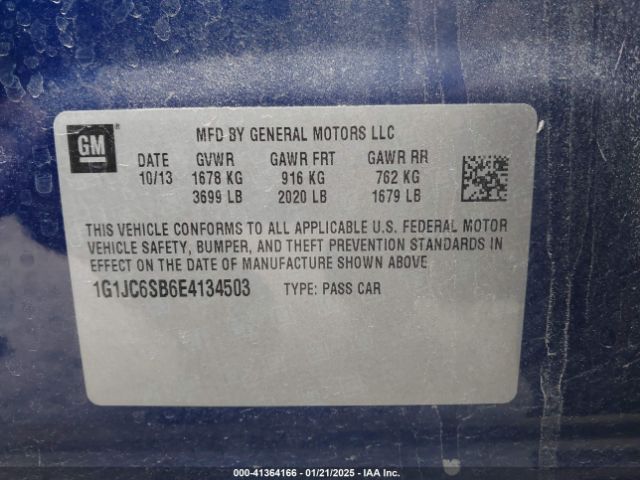 GM
MFD BY GENERAL MOTORS LLC
DATE GVWR GAWR FRT GAWR RR
10/13 1678 KG 916 KG 762 KG
3699 LB 2020 LB 1679 LB
THIS VEHICLE CONFORMS TO ALL APPLICABLE U.S. FEDERAL MOTOR
VEHICLE SAFETY, BUMPER, AND THEFT PREVENTION STANDARDS IN
EFFECT ON THE DATE OF MANUFACTURE SHOWN ABOVE
1G1JC6SB6E4134503 TYPE: PASS CAR
000-41364166 - 01/21/2025 - IAA Inc.